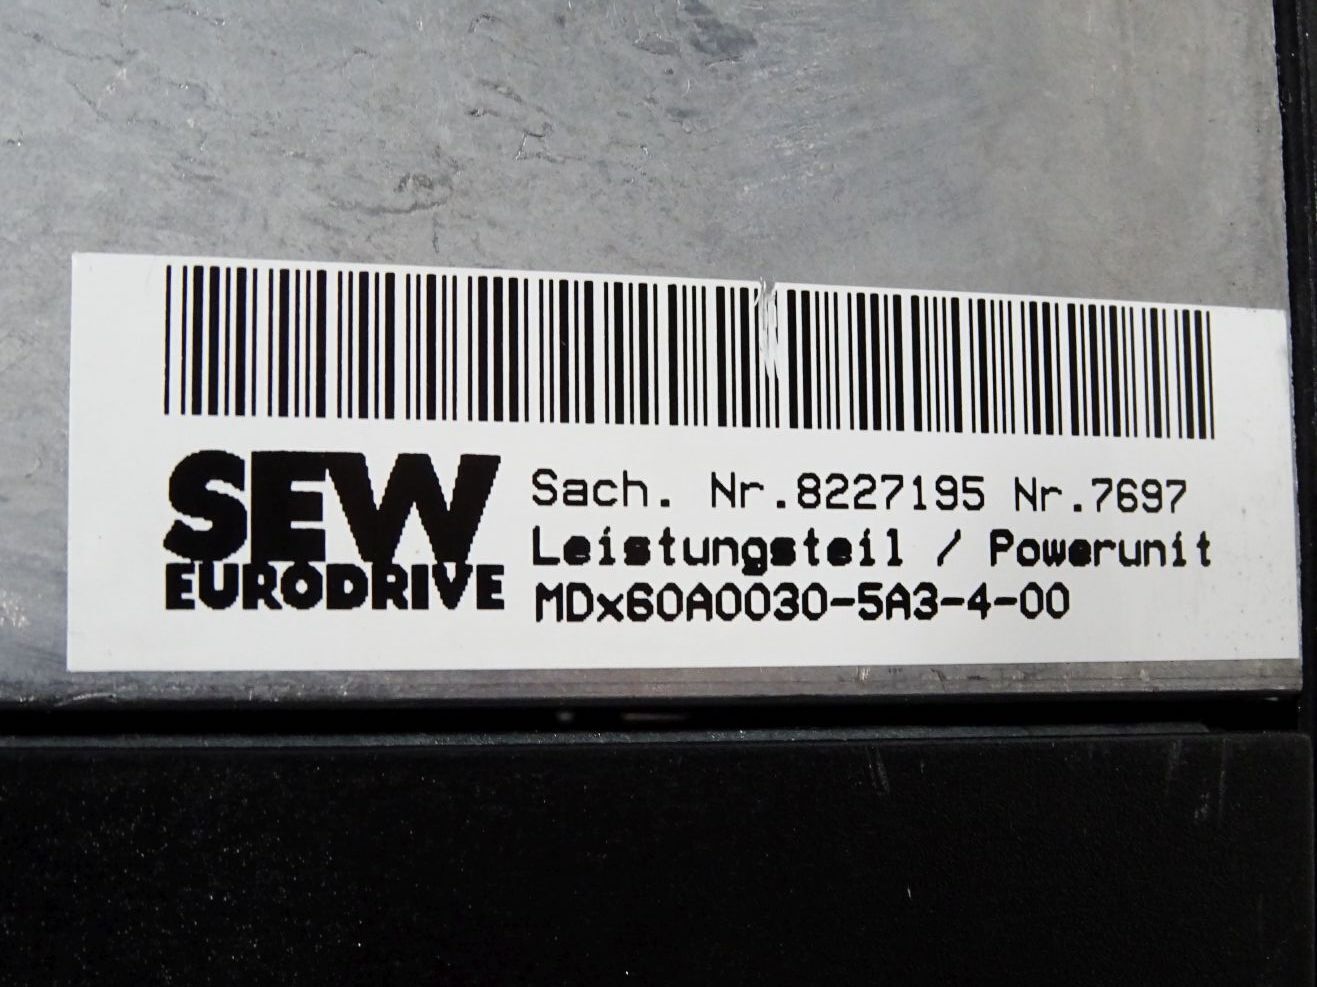 SEW
EURODRIVE
Sach. Nr.8227195 Nr.7697
Leistungsteil / Powerunit
MDx60A0030-5A3-4-00